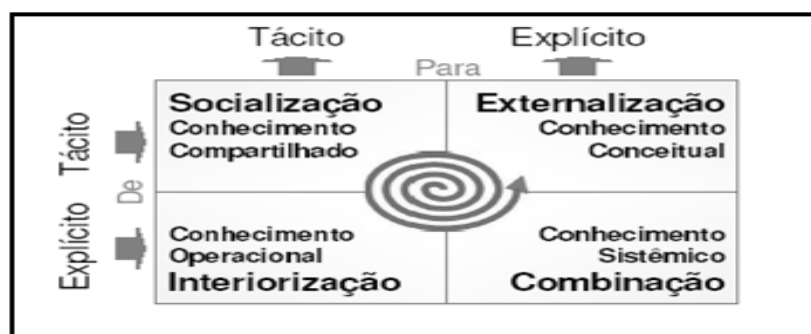 Tácito Explícito
Para
Tácito
De
Explícito
Socialização
Conhecimento
Compartilhado
Externalização
Conhecimento
Conceitual
Conhecimento
Operacional
Interiorização
Conhecimento
Sistêmico
Combinação